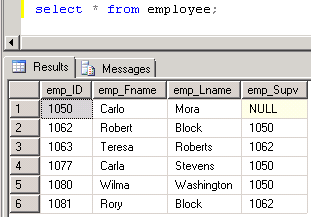 select * from employee;
Results Messages
emp_ID emp_Fname emp_Lname emp_Supv
1 1050 Carlo Mora NULL
2 1062 Robert Block 1050
3 1063 Teresa Roberts 1062
4 1077 Carla Stevens 1050
5 1080 Wilma Washington 1050
6 1081 Rory Block 1062